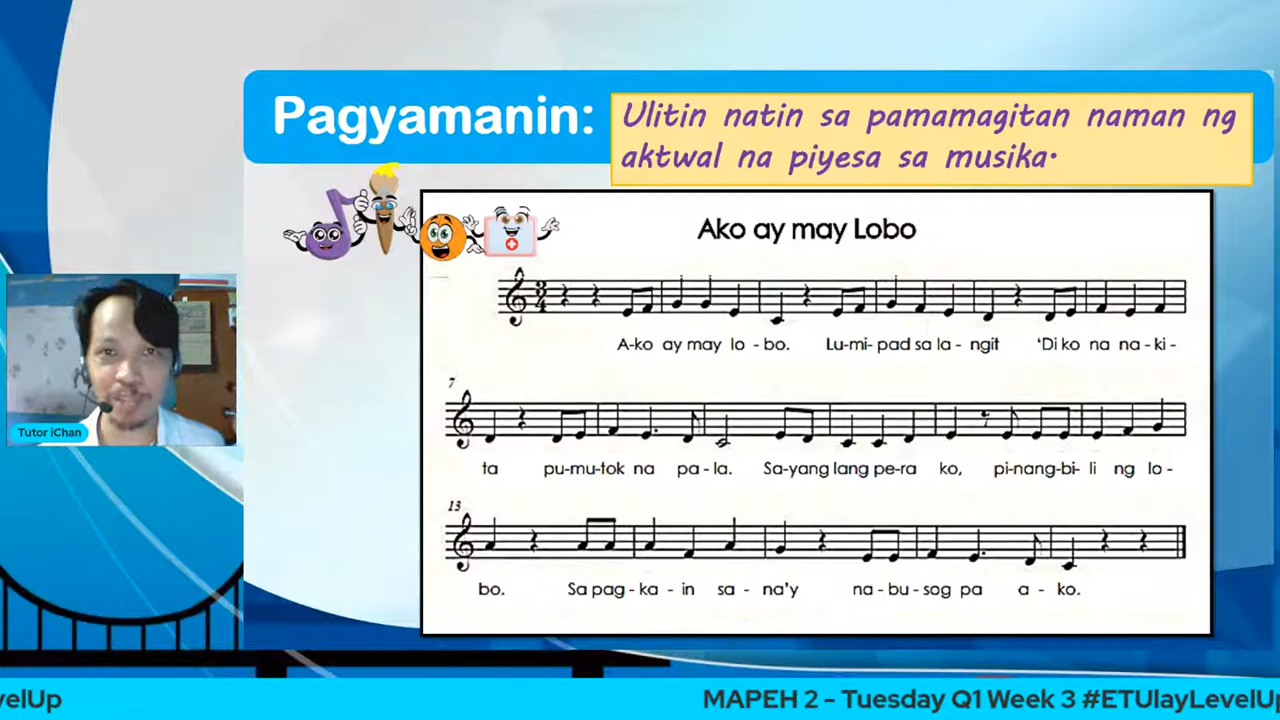 Pagyamanin:
Ulitin natin sa pamamagitan naman ng
aktwal na piyesa sa musika.
Ako ay may Lobo
3
4
A-ko ay may lo - bo. Lu-mi- pad sa la - ngit 'Di ko na na - ki -
7
ta pu-mu-tok na pa - la. Sa-yang lang pe-ra ko, pi-nang-bi- li ng lo -
13
bo. Sa pag - ka - in sa - na'y na - bu - sog pa a - ko.
Tutor iChan
velUp MAPEH 2 - Tuesday Q1 Week 3 #ETUlayLevelUp